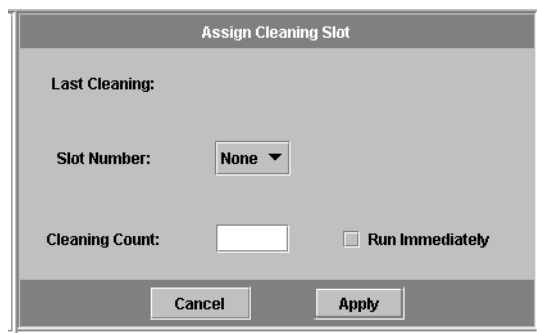 Assign Cleaning Slot
Last Cleaning:
Slot Number: None
Cleaning Count: Run Immediately
Cancel Apply